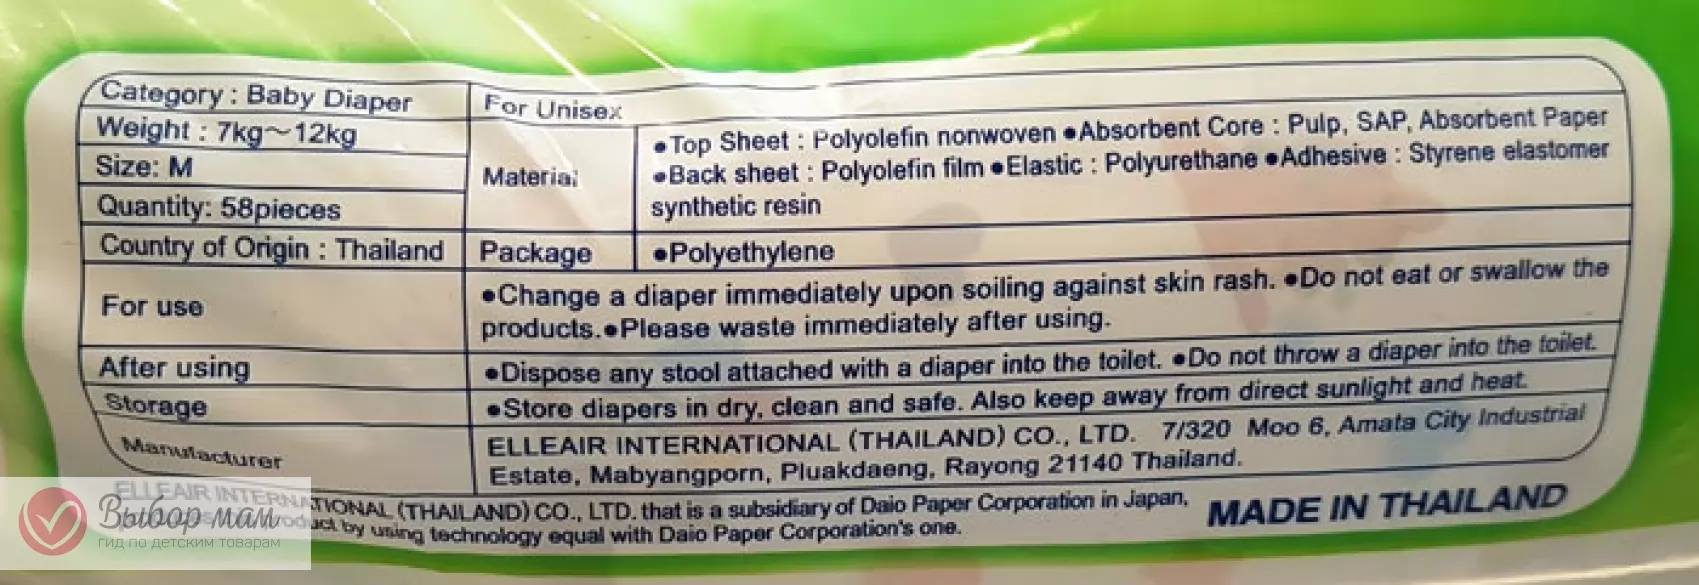 Category : Baby Diaper
For Unisex
Weight : 7kg～12kg
Size: M
Quantity: 58pieces
Material
●Top Sheet : Polyolefin nonwoven ●Absorbent Core : Pulp, SAP, Absorbent Paper
●Back sheet : Polyolefin film ●Elastic : Polyurethane ●Adhesive : Styrene elastomer
synthetic resin
Country of Origin : Thailand
Package
●Polyethylene
For use
●Change a diaper immediately upon soiling against skin rash. ●Do not eat or swallow the
products.●Please waste immediately after using.
After using
●Dispose any stool attached with a diaper into the toilet. ●Do not throw a diaper into the toilet.
Storage
●Store diapers in dry, clean and safe. Also keep away from direct sunlight and heat.
Manufacturer
ELLEAIR INTERNATIONAL (THAILAND) CO., LTD. 7/320 Moo 6, Amata City Industrial
Estate, Mabyangporn, Pluakdaeng, Rayong 21140 Thailand.
ELLEAIR INTERNATIONAL (THAILAND) CO., LTD. that is a subsidiary of Daio Paper Corporation in Japan,
product by using technology equal with Daio Paper Corporation's one.
MADE IN THAILAND
Выбор мам
гид по детским товарам